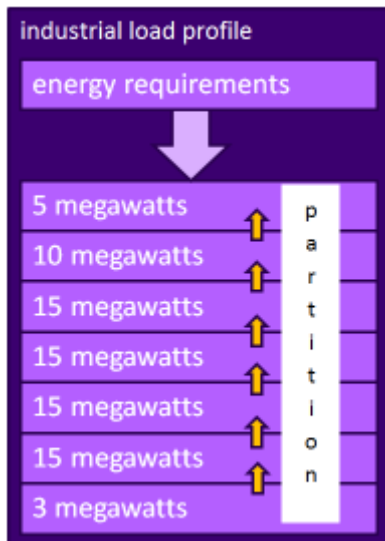 industrial load profile
energy requirements
5 megawatts
10 megawatts
15 megawatts
15 megawatts
15 megawatts
15 megawatts
3 megawatts
partition